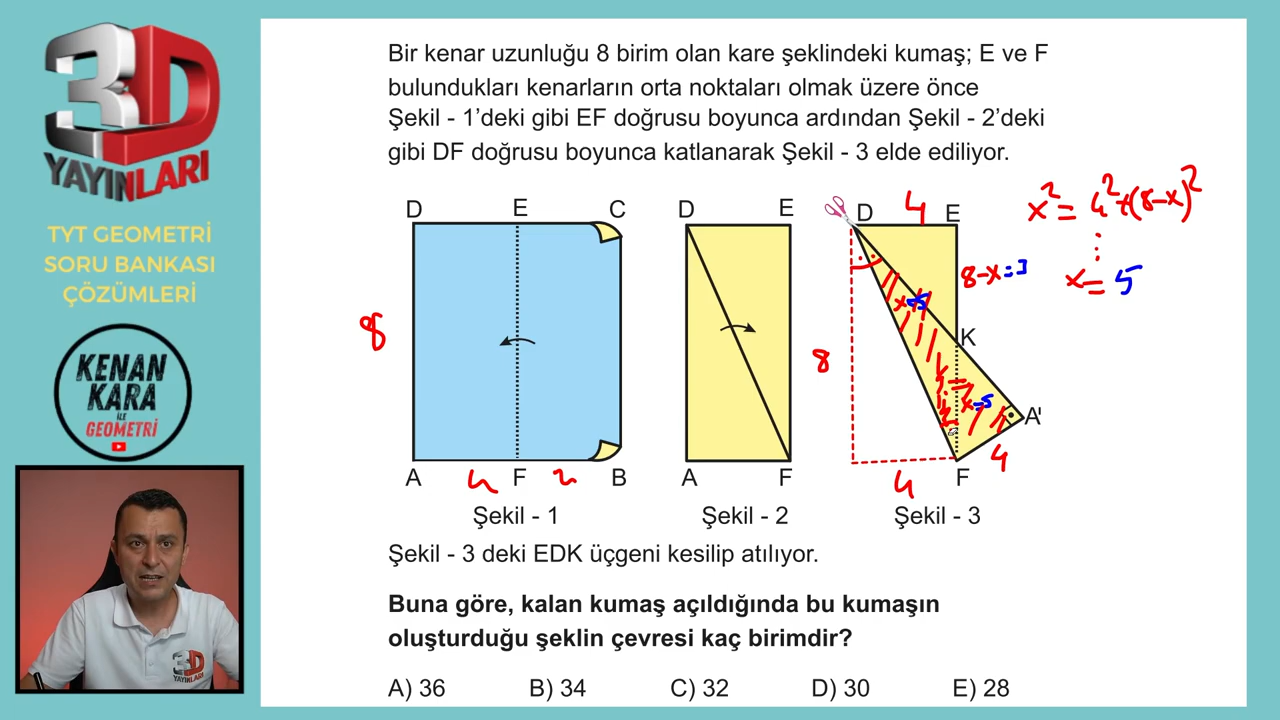 3D
YAYINLARI
TYT GEOMETRİ
SORU BANKASI
ÇÖZÜMLERİ
KENAN
KARA
İLE
GEOMETRİ
3D
YAYINLARI
Bir kenar uzunluğu 8 birim olan kare şeklindeki kumaş; E ve F
bulundukları kenarların orta noktaları olmak üzere önce
Şekil - 1’deki gibi EF doğrusu boyunca ardından Şekil - 2’deki
gibi DF doğrusu boyunca katlanarak Şekil - 3 elde ediliyor.
D E C
8
A 4 F B
Şekil - 1
D E
A F
Şekil - 2
D 4 E
8-x=3
x=5
K
8
x=5
A'
4
4 F
Şekil - 3
x²= 4²+(8-x)²
x= 5
Şekil - 3 deki EDK üçgeni kesilip atılıyor.
Buna göre, kalan kumaş açıldığında bu kumaşın
oluşturduğu şeklin çevresi kaç birimdir?
A) 36 B) 34 C) 32 D) 30 E) 28